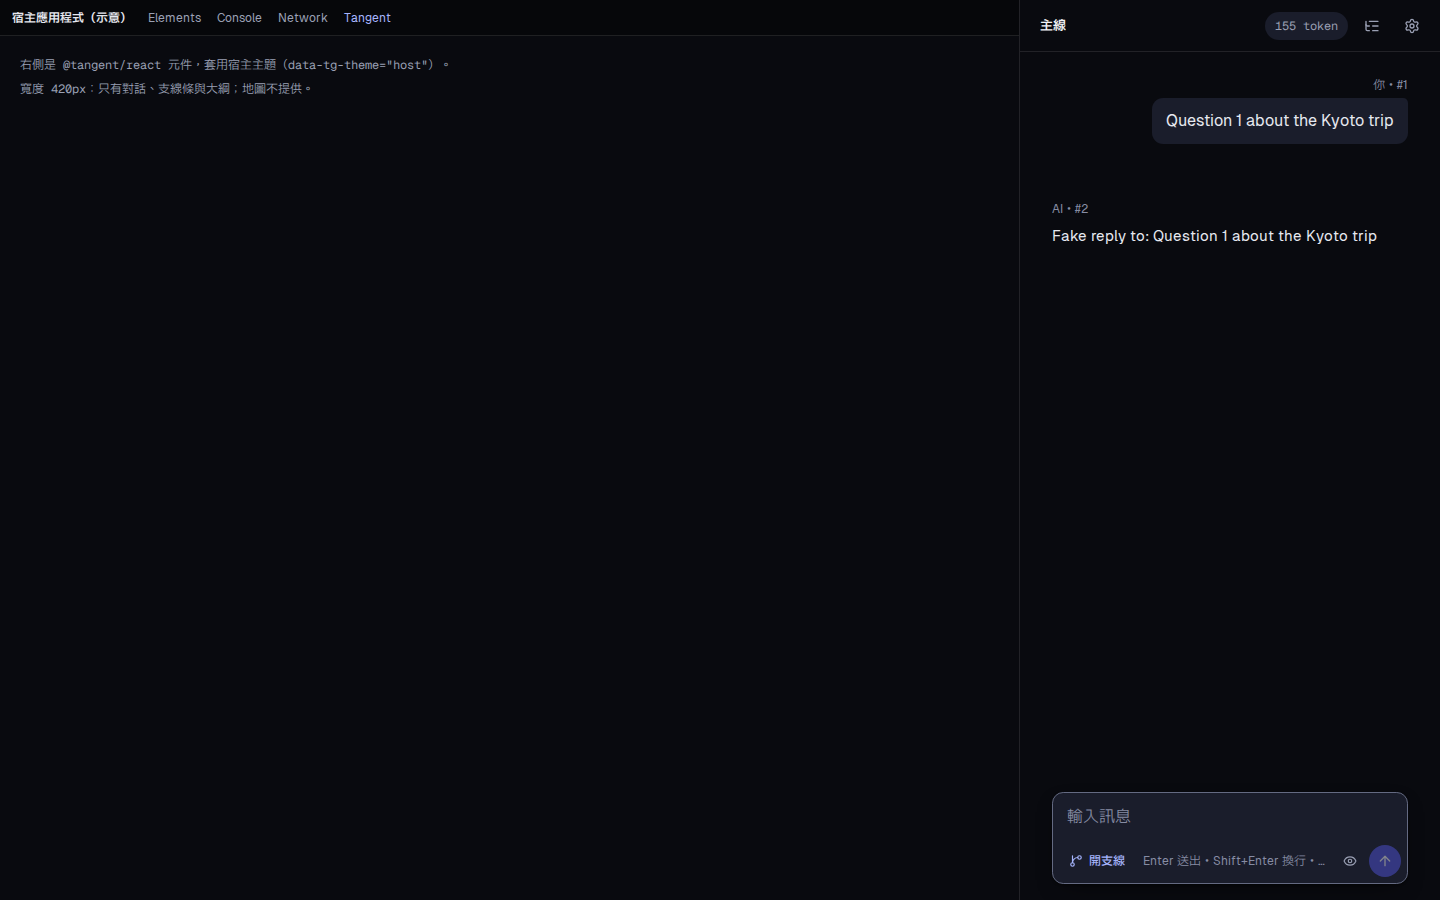 宿主應用程式（示意） Elements Console Network Tangent
右側是 @tangent/react 元件，套用宿主主題（data-tg-theme="host"）。
寬度 420px：只有對話、支線條與大綱；地圖不提供。
主線 155 token
你・#1
Question 1 about the Kyoto trip
AI・#2
Fake reply to: Question 1 about the Kyoto trip
輸入訊息
開支線 Enter 送出・Shift+Enter 換行・…